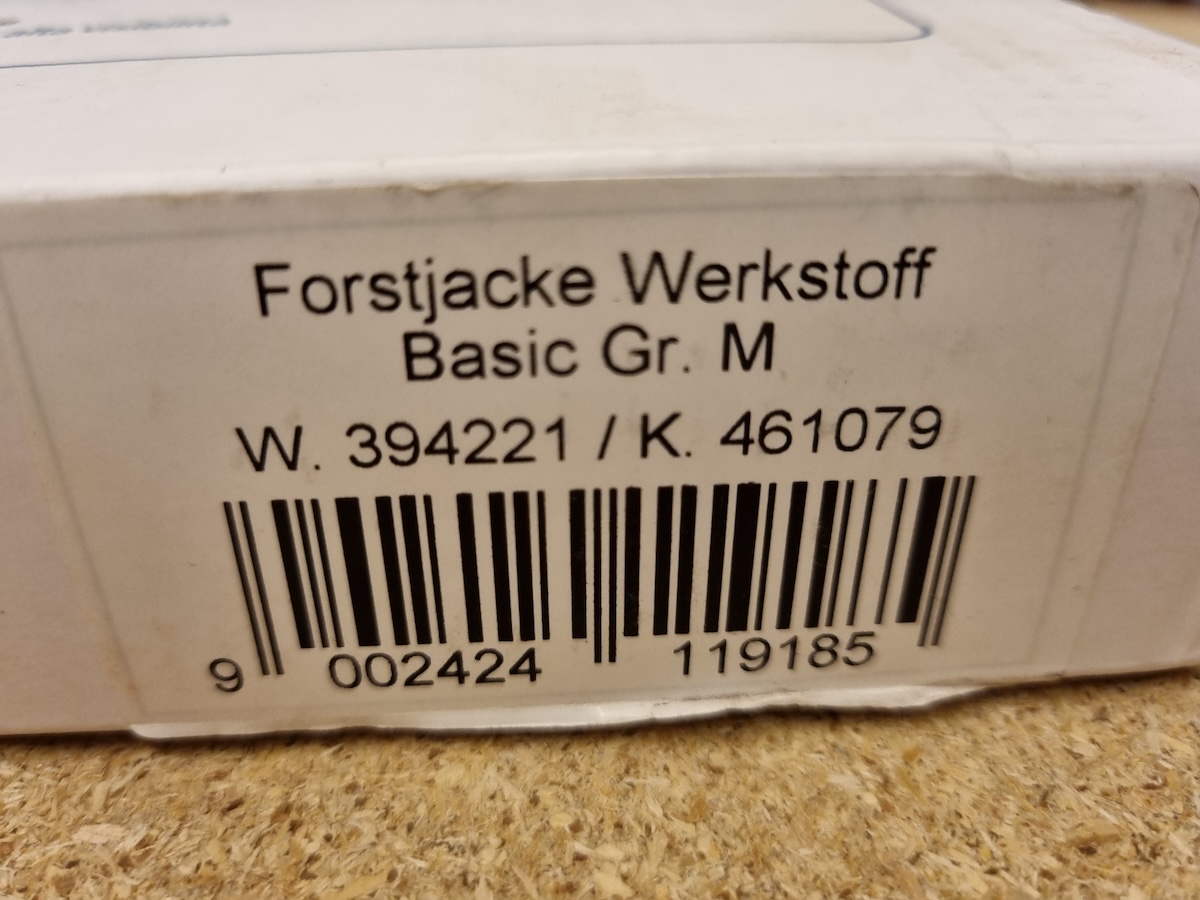 Forstjacke Werkstoff
Basic Gr. M
W. 394221 / K. 461079
9 002424 119185